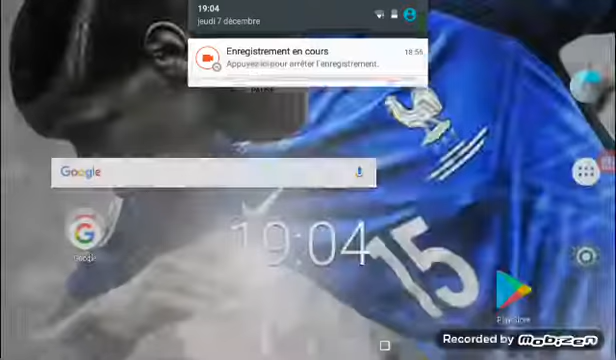 19:04
jeudi 7 décembre
Enregistrement en cours
18:56
Appuyez ici pour arrêter l'enregistrement.
Google
19:04
15
Google
Play Store
Recorded by mobizen